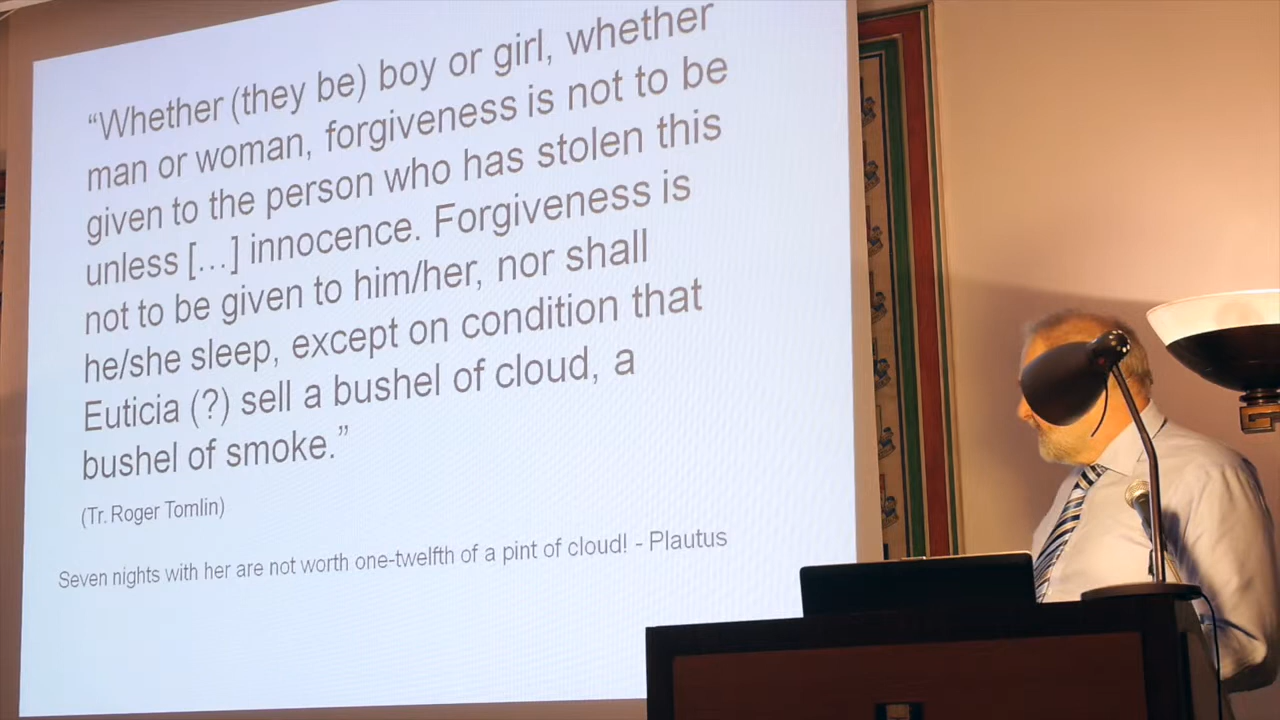 “Whether (they be) boy or girl, whether
man or woman, forgiveness is not to be
given to the person who has stolen this
unless [...] innocence. Forgiveness is
not to be given to him/her, nor shall
he/she sleep, except on condition that
Euticia (?) sell a bushel of cloud, a
bushel of smoke.”
(Tr. Roger Tomlin)
Seven nights with her are not worth one-twelfth of a pint of cloud! - Plautus